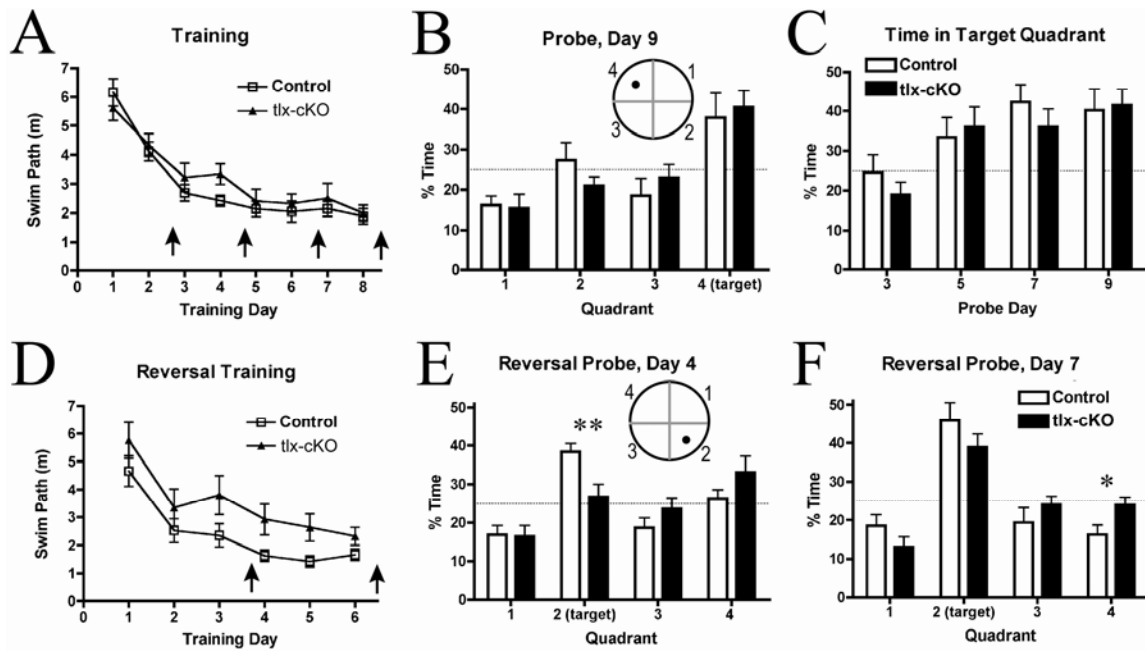 A
Training
Control
tlx-cKO
Swim Path (m)
7
6
5
4
3
2
1
0
0 1 2 3 4 5 6 7 8
Training Day
B
Probe, Day 9
4 1
3 2
% Time
50
40
30
20
10
0
1 2 3 4 (target)
Quadrant
C
Time in Target Quadrant
Control
tlx-cKO
% Time
50
40
30
20
10
0
3 5 7 9
Probe Day
D
Reversal Training
Control
tlx-cKO
Swim Path (m)
7
6
5
4
3
2
1
0
0 1 2 3 4 5 6
Training Day
E
Reversal Probe, Day 4
**
4 1
3 2
% Time
50
40
30
20
10
0
1 2 (target) 3 4
Quadrant
F
Reversal Probe, Day 7
Control
tlx-cKO
*
% Time
50
40
30
20
10
0
1 2 (target) 3 4
Quadrant